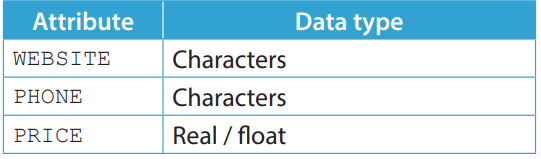 Attribute Data type
WEBSITE Characters
PHONE Characters
PRICE Real / float